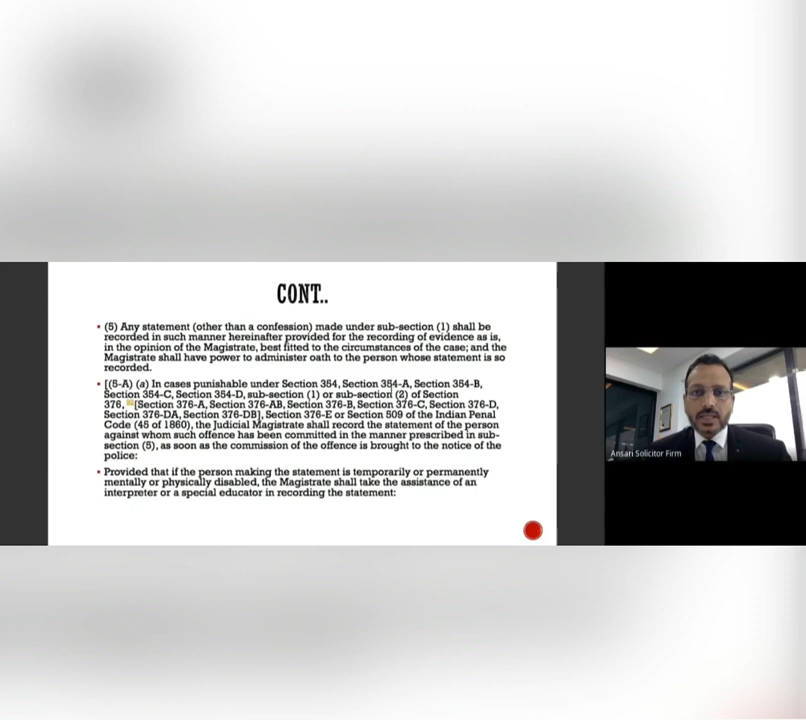 CONT..
• (5) Any statement (other than a confession) made under sub-section (1) shall be
recorded in such manner hereinafter provided for the recording of evidence as is,
in the opinion of the Magistrate, best fitted to the circumstances of the case; and the
Magistrate shall have power to administer oath to the person whose statement is so
recorded.
• [(5-A) (a) In cases punishable under Section 354, Section 354-A, Section 354-B,
Section 354-C, Section 354-D, sub-section (1) or sub-section (2) of Section
376, [Section 376-A, Section 376-AB, Section 376-B, Section 376-C, Section 376-D,
Section 376-DA, Section 376-DB], Section 376-E or Section 509 of the Indian Penal
Code (45 of 1860), the Judicial Magistrate shall record the statement of the person
against whom such offence has been committed in the manner prescribed in sub-
section (5), as soon as the commission of the offence is brought to the notice of the
police:
• Provided that if the person making the statement is temporarily or permanently
mentally or physically disabled, the Magistrate shall take the assistance of an
interpreter or a special educator in recording the statement:
Ansari Solicitor Firm